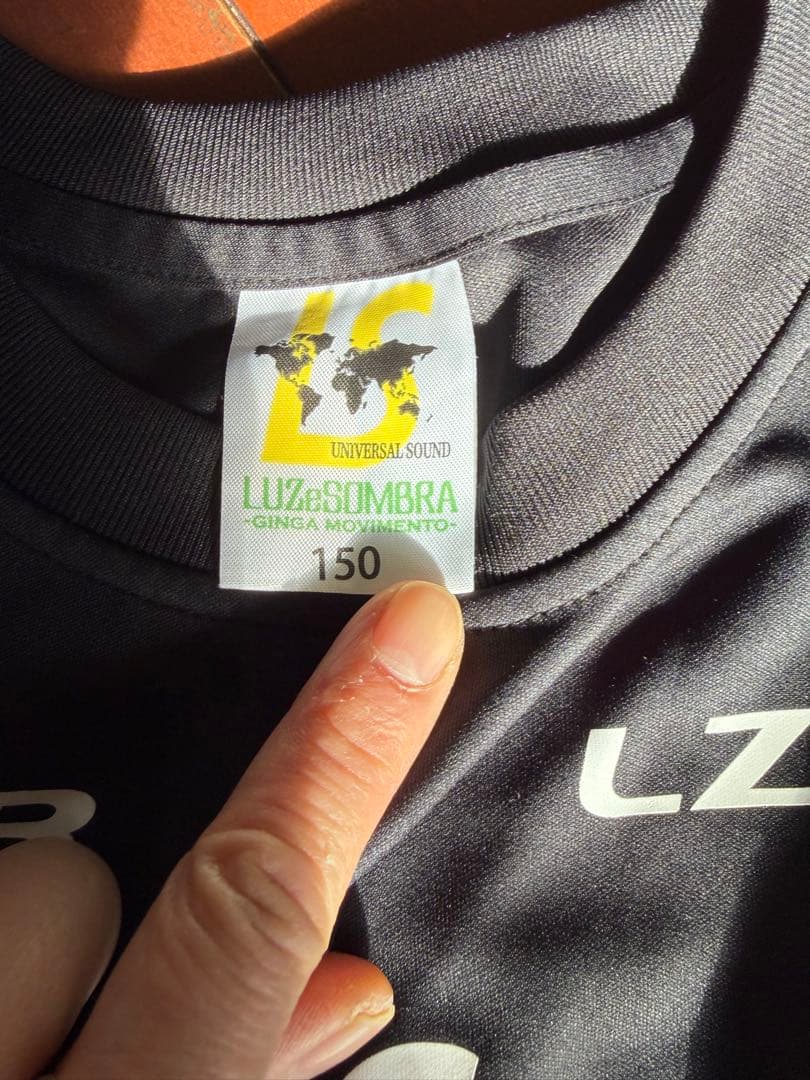 LS
UNIVERSAL SOUND
LUZeSOMBRA
-GINGA MOVIMENTO-
150
LZ